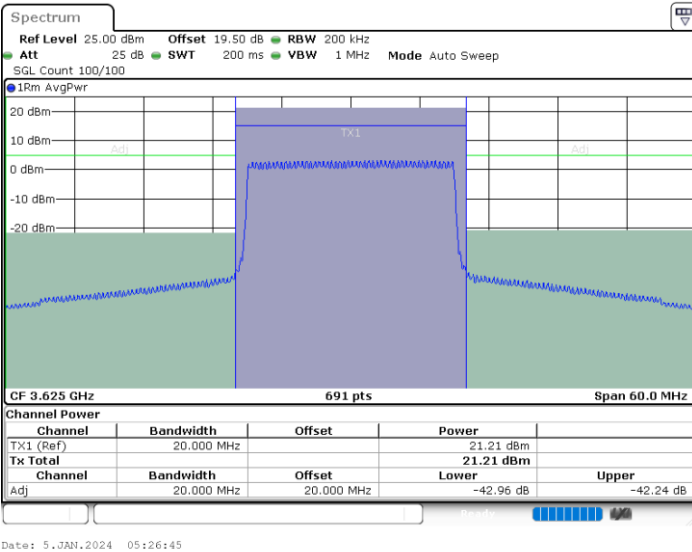 Spectrum
Ref Level 25.00 dBm Offset 19.50 dB RBW 200 kHz
Att 25 dB SWT 200 ms VBW 1 MHz Mode Auto Sweep
SGL Count 100/100
1Rm AvgPwr
20 dBm
TX1
10 dBm
Adj Adj
0 dBm
-10 dBm
-20 dBm
CF 3.625 GHz 691 pts Span 60.0 MHz
Channel Power
Channel Bandwidth Offset Power
TX1 (Ref) 20.000 MHz 21.21 dBm
Tx Total 21.21 dBm
Channel Bandwidth Offset Lower Upper
Adj 20.000 MHz 20.000 MHz -42.96 dB -42.24 dB
Ready
Date: 5.JAN.2024 05:26:45